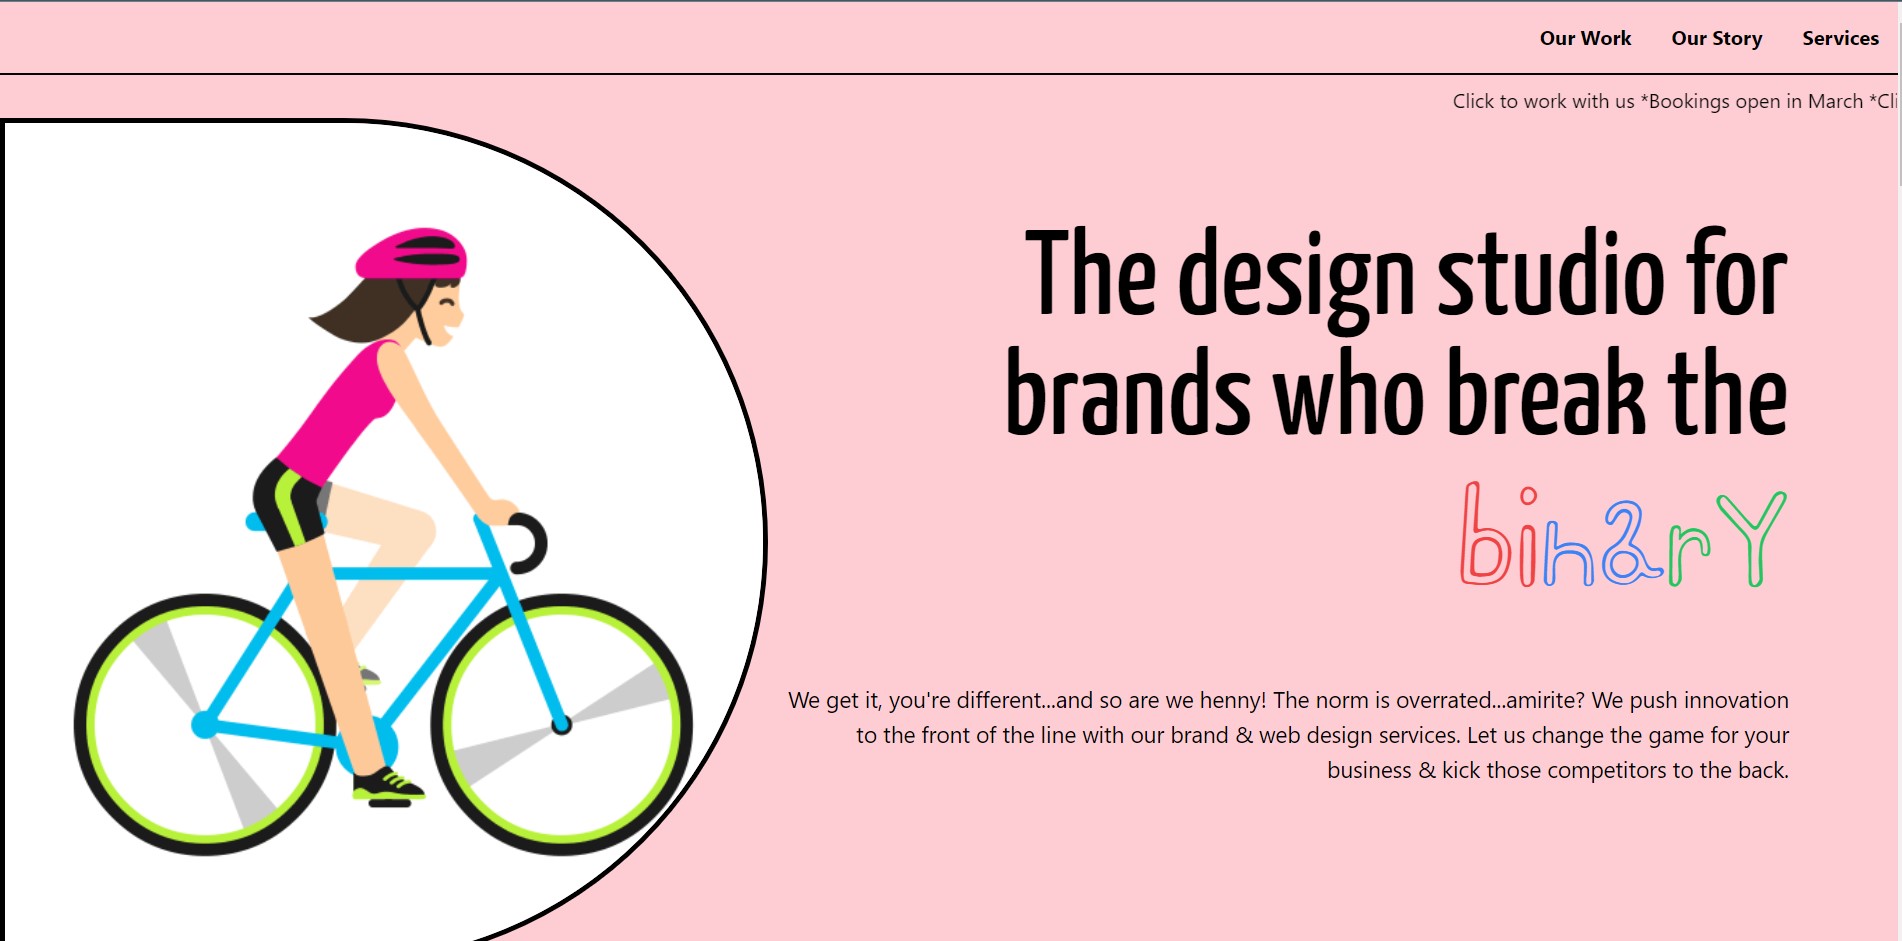 Our Work Our Story Services
Click to work with us *Bookings open in March *Cli
The design studio for
brands who break the
binarY
We get it, you're different...and so are we henny! The norm is overrated...amirite? We push innovation
to the front of the line with our brand & web design services. Let us change the game for your
business & kick those competitors to the back.